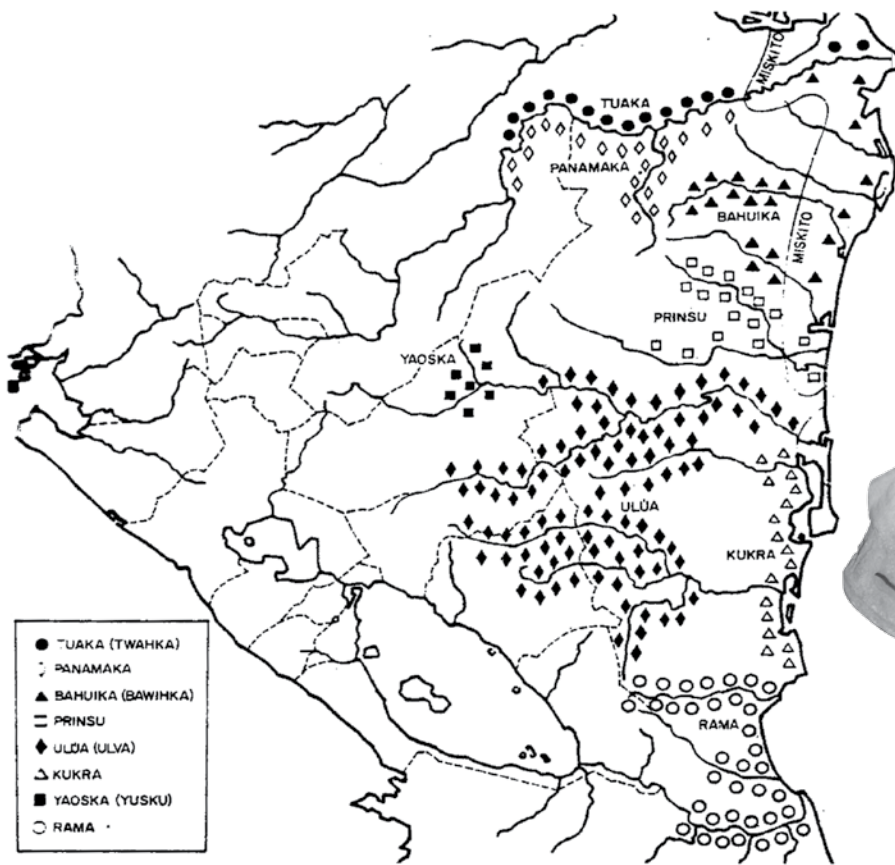 MISKITO
TUAKA
PANAMAKA
BAHUIKA
MISKITO
PRINSU
YAOSKA
ULÚA
KUKRA
RAMA
TUAKA (TWAHKA)
PANAMAKA
BAHUIKA (BAWIHKA)
PRINSU
ULÚA (ULVA)
KUKRA
YAOSKA (YUSKU)
RAMA